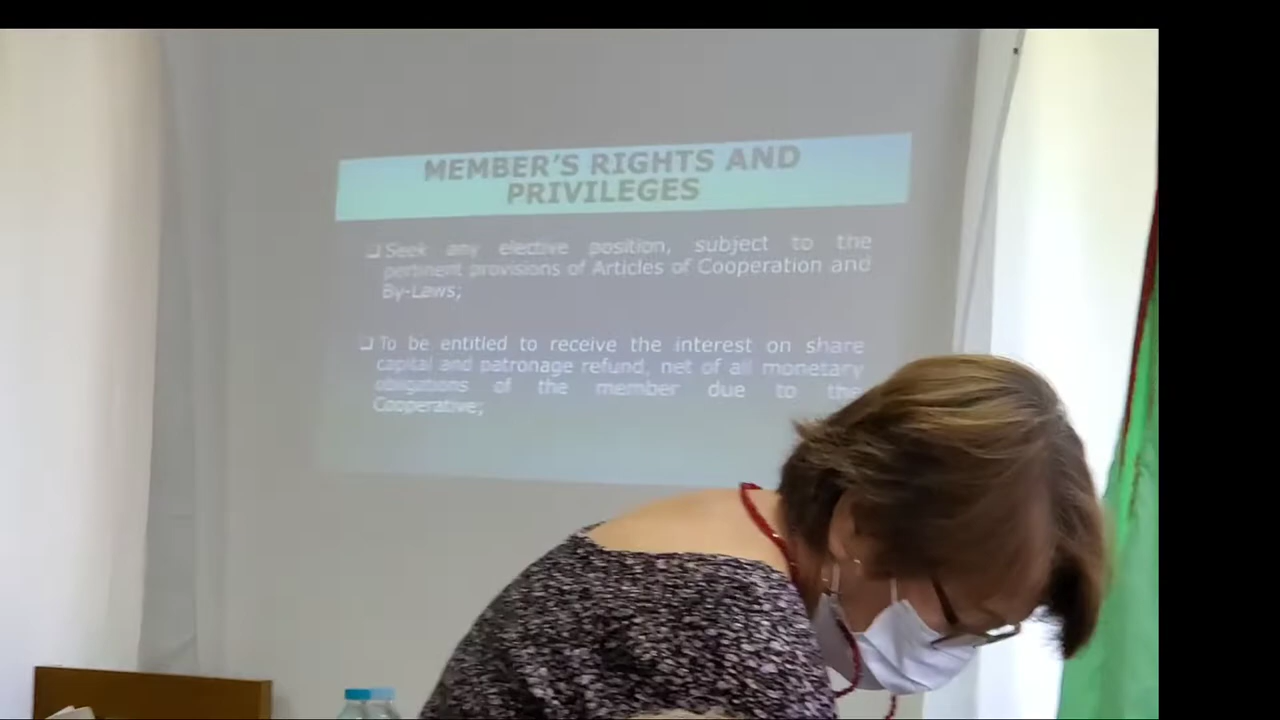 MEMBER'S RIGHTS AND
PRIVILEGES
❑ Seek any elective position, subject to the
pertinent provisions of Articles of Cooperation and
By-Laws;
❑ To be entitled to receive the interest on share
capital and patronage refund, net of all monetary
obligations of the member due to the
Cooperative;